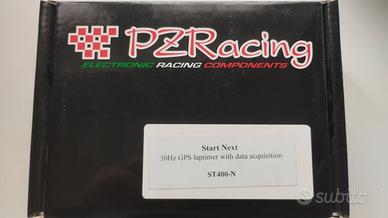 PZRacing
ELECTRONIC RACING COMPONENTS
Start Next
50Hz GPS laptimer with data acquisition
ST400-N
subito